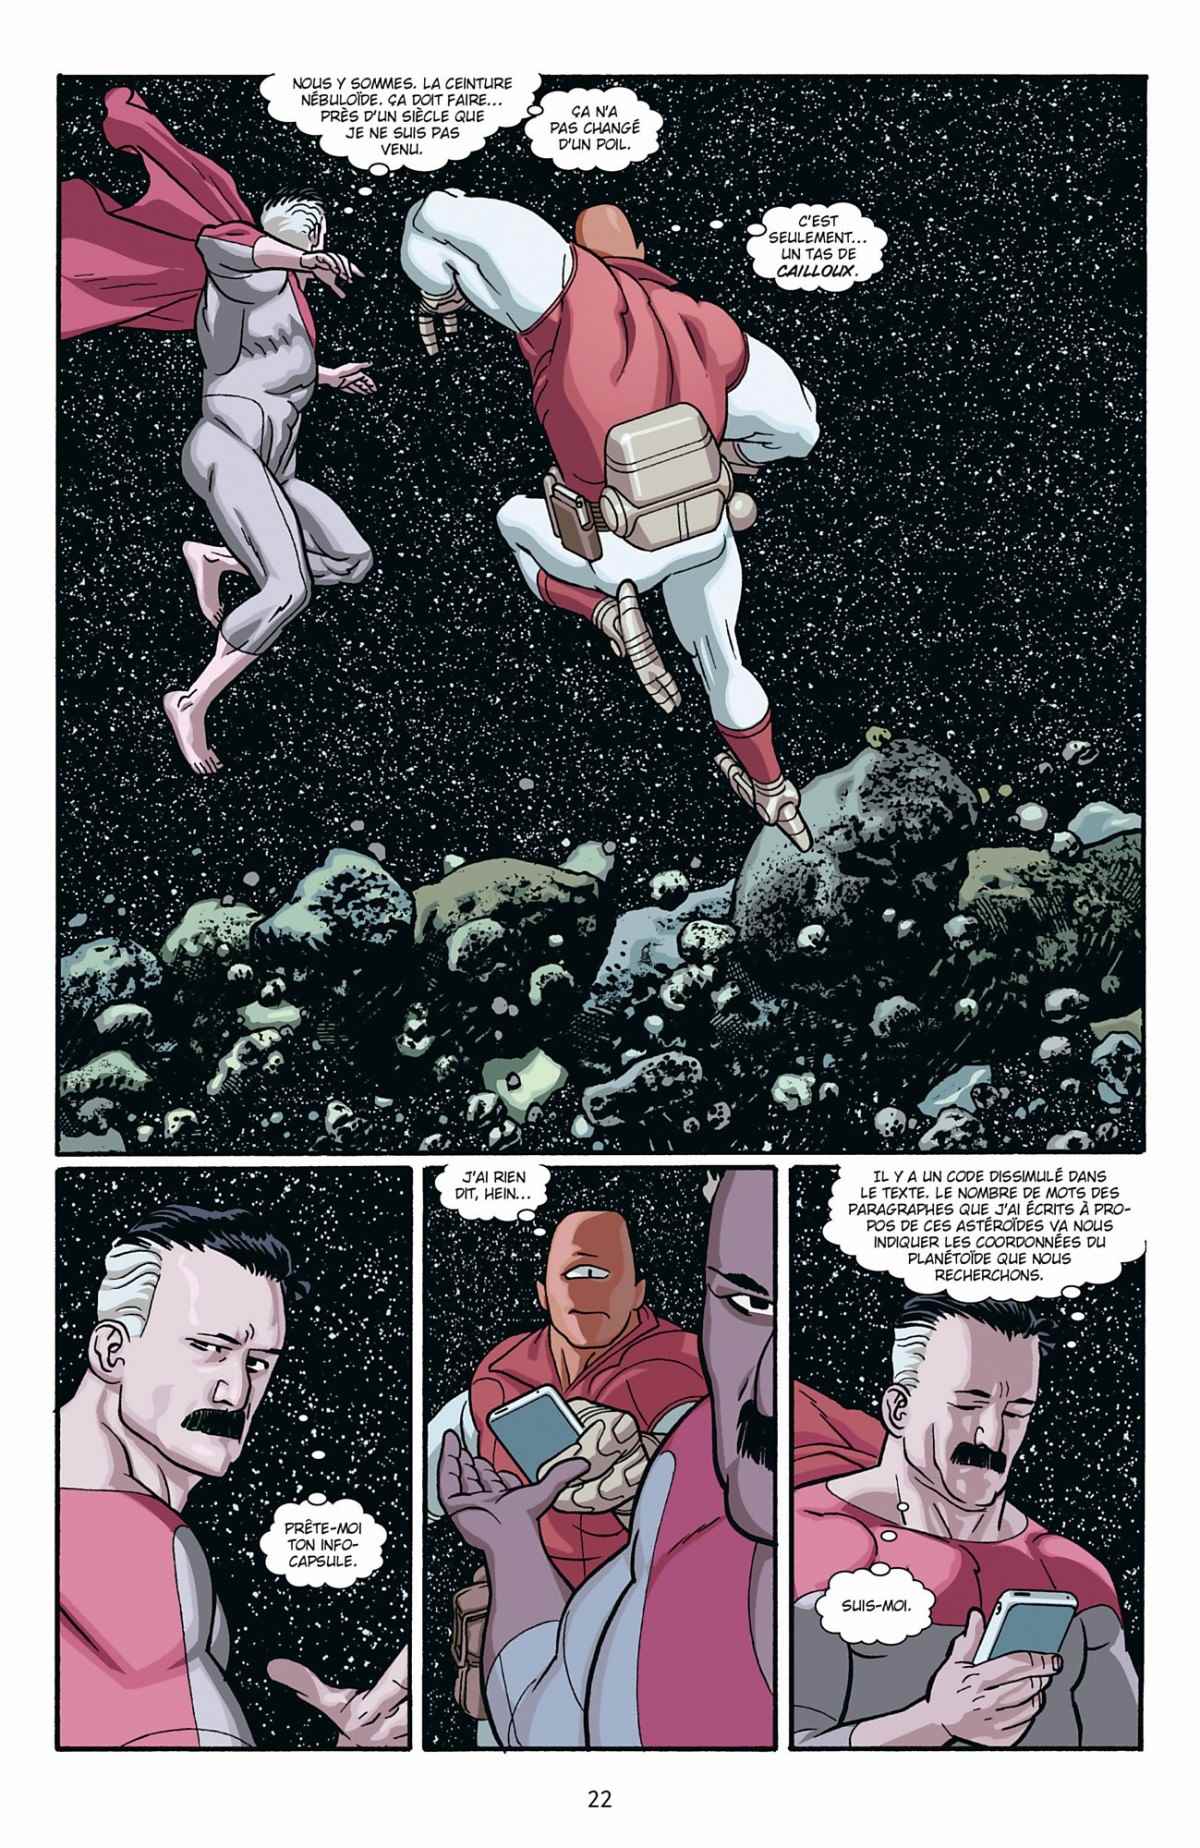 NOUS Y SOMMES. LA CEINTURE
NÉBULOÏDE. ÇA DOIT FAIRE...
PRÈS D'UN SIÈCLE QUE
JE NE SUIS PAS
VENU.
ÇA N'A
PAS CHANGÉ
D'UN POIL.
C'EST
SEULEMENT...
UN TAS DE
CAILLOUX.
PRÊTE-MOI
TON INFO-
CAPSULE.
J'AI RIEN
DIT, HEIN...
IL Y A UN CODE DISSIMULÉ DANS
LE TEXTE. LE NOMBRE DE MOTS DES
PARAGRAPHES QUE J'AI ÉCRITS À PRO-
POS DE CES ASTÉROÏDES VA NOUS
INDIQUER LES COORDONNÉES DU
PLANÉTOÏDE QUE NOUS
RECHERCHONS.
SUIS-MOI.
22